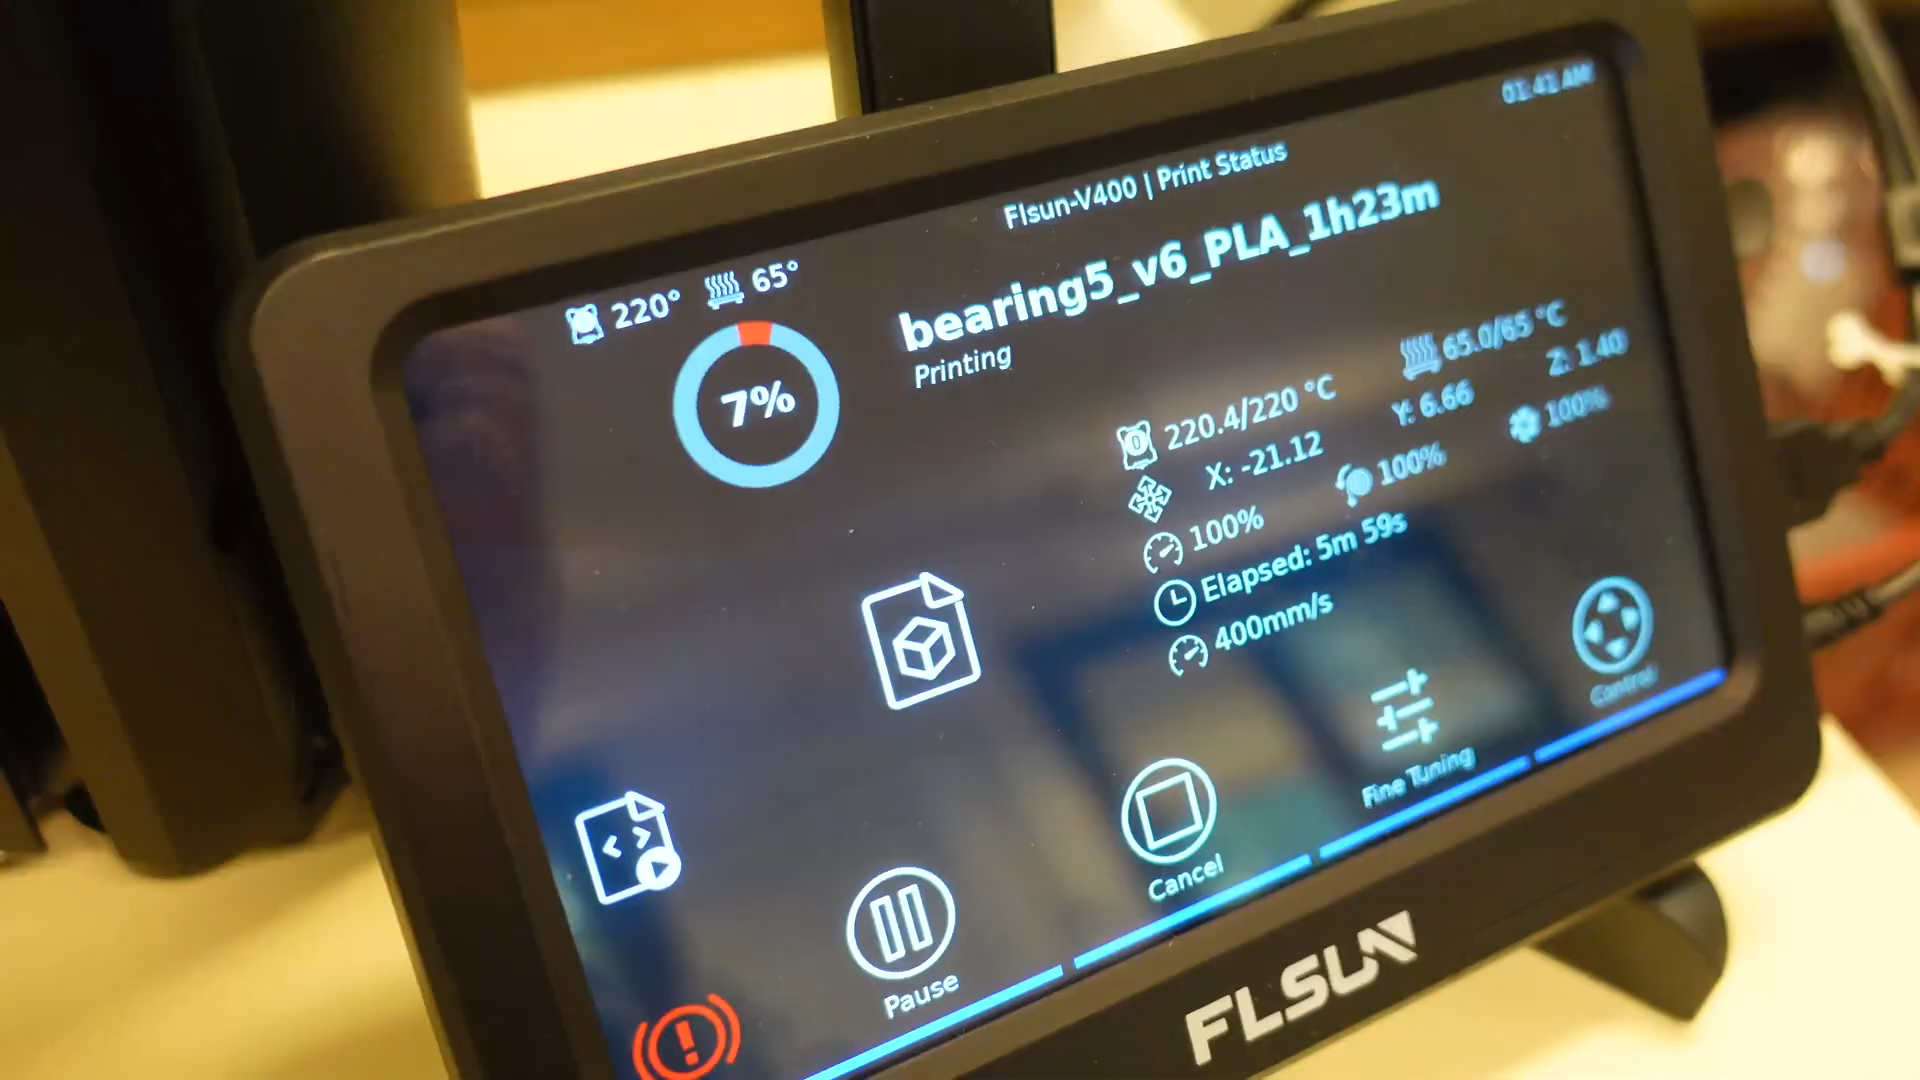 01:41 AM
Flsun-V400 | Print Status
220° 65°
bearing5_v6_PLA_1h23m
Printing
7%
220.4/220 °C 65.0/65 °C
X: -21.12 Y: 6.66 Z: 1.40
100% 100% 100%
Elapsed: 5m 59s
400mm/s
Pause
Cancel
Fine Tuning
Control
FLSUN